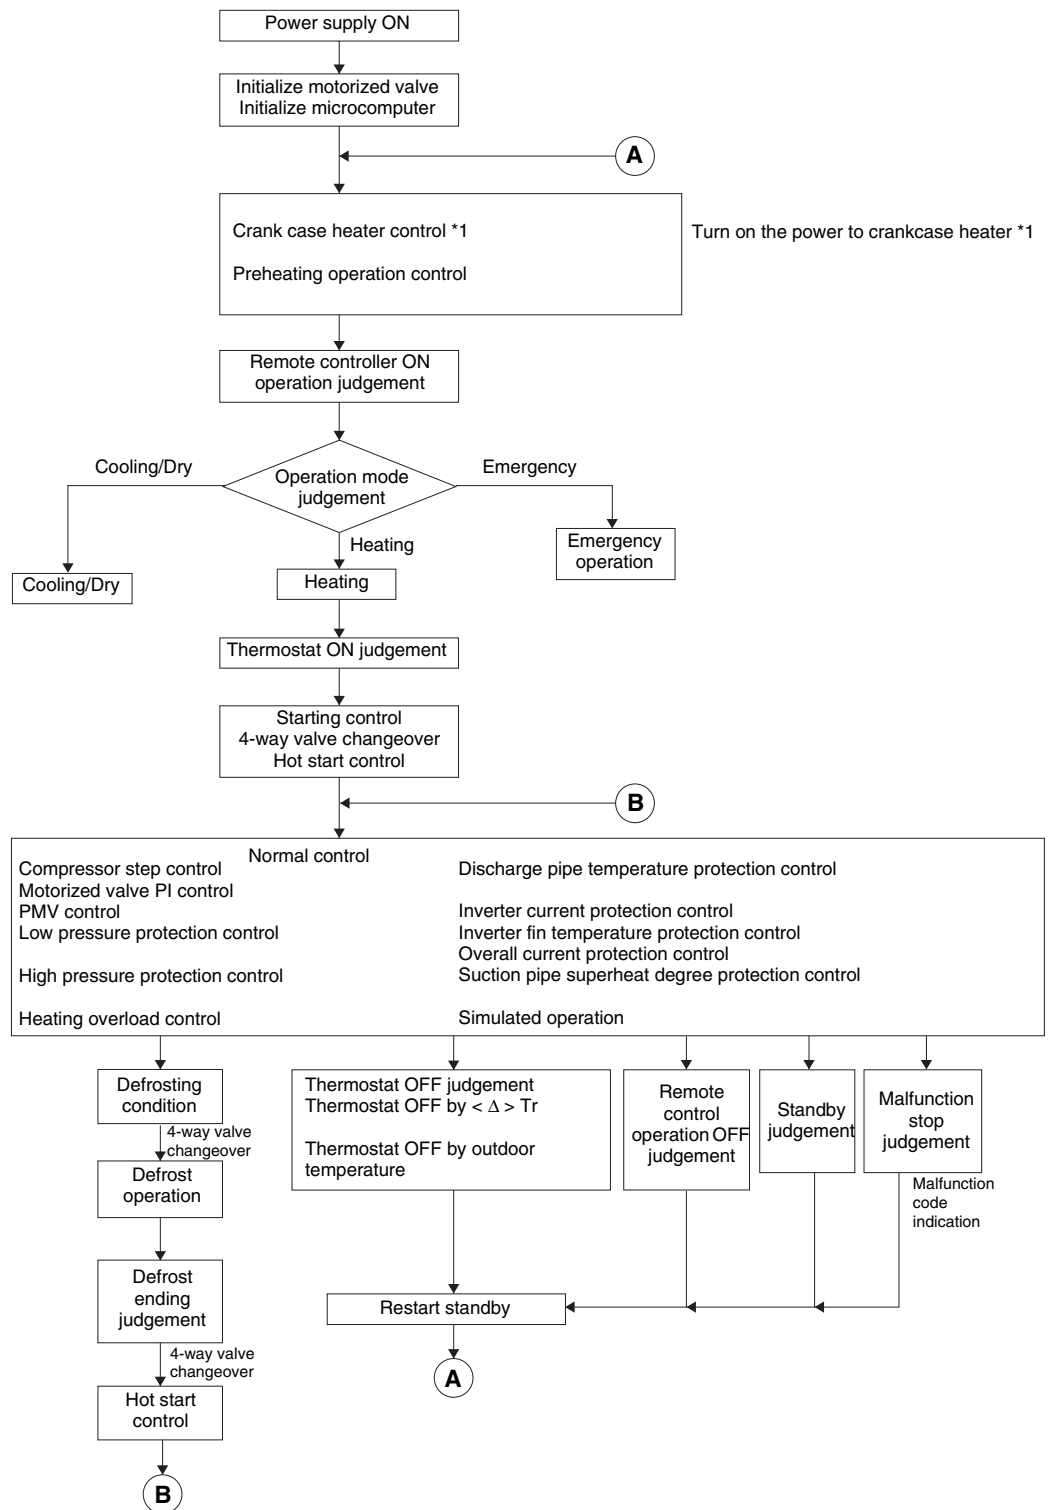 Power supply ON
Initialize motorized valve
Initialize microcomputer
A
Crank case heater control *1
Preheating operation control
Turn on the power to crankcase heater *1
Remote controller ON
operation judgement
Cooling/Dry
Emergency
Operation mode
judgement
Heating
Emergency
operation
Cooling/Dry
Heating
Thermostat ON judgement
Starting control
4-way valve changeover
Hot start control
B
Normal control
Compressor step control
Motorized valve PI control
PMV control
Low pressure protection control
High pressure protection control
Heating overload control
Discharge pipe temperature protection control
Inverter current protection control
Inverter fin temperature protection control
Overall current protection control
Suction pipe superheat degree protection control
Simulated operation
Defrosting
condition
4-way valve
changeover
Defrost
operation
Defrost
ending
judgement
4-way valve
changeover
Hot start
control
B
Thermostat OFF judgement
Thermostat OFF by < Δ > Tr
Thermostat OFF by outdoor
temperature
Remote
control
operation OFF
judgement
Standby
judgement
Malfunction
stop
judgement
Malfunction
code
indication
Restart standby
A